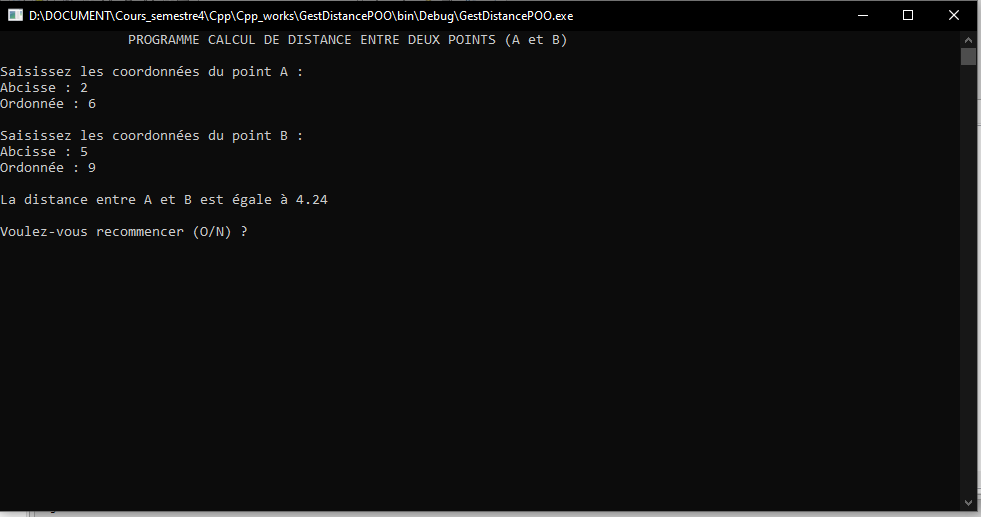 D:\DOCUMENT\Cours_semestre4\Cpp\Cpp_works\GestDistancePOO\bin\Debug\GestDistancePOO.exe
PROGRAMME CALCUL DE DISTANCE ENTRE DEUX POINTS (A et B)
Saisissez les coordonnées du point A :
Abcisse : 2
Ordonnée : 6
Saisissez les coordonnées du point B :
Abcisse : 5
Ordonnée : 9
La distance entre A et B est égale à 4.24
Voulez-vous recommencer (O/N) ?